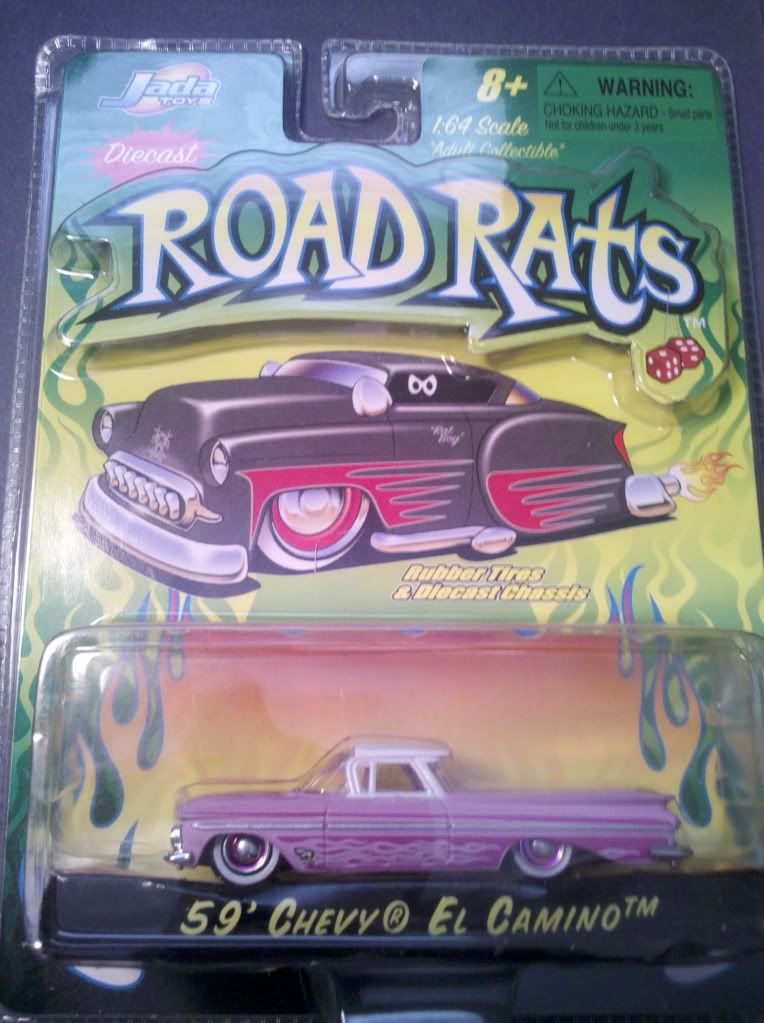 Jada
TOYS
Diecast
8+
1:64 Scale
"Adult Collectible"
WARNING:
CHOKING HAZARD - Small parts
Not for children under 3 years
ROAD RATS
TM
"Rat
Boy"
Rubber Tires
& Diecast Chassis
59' CHEVY® EL CAMINO™